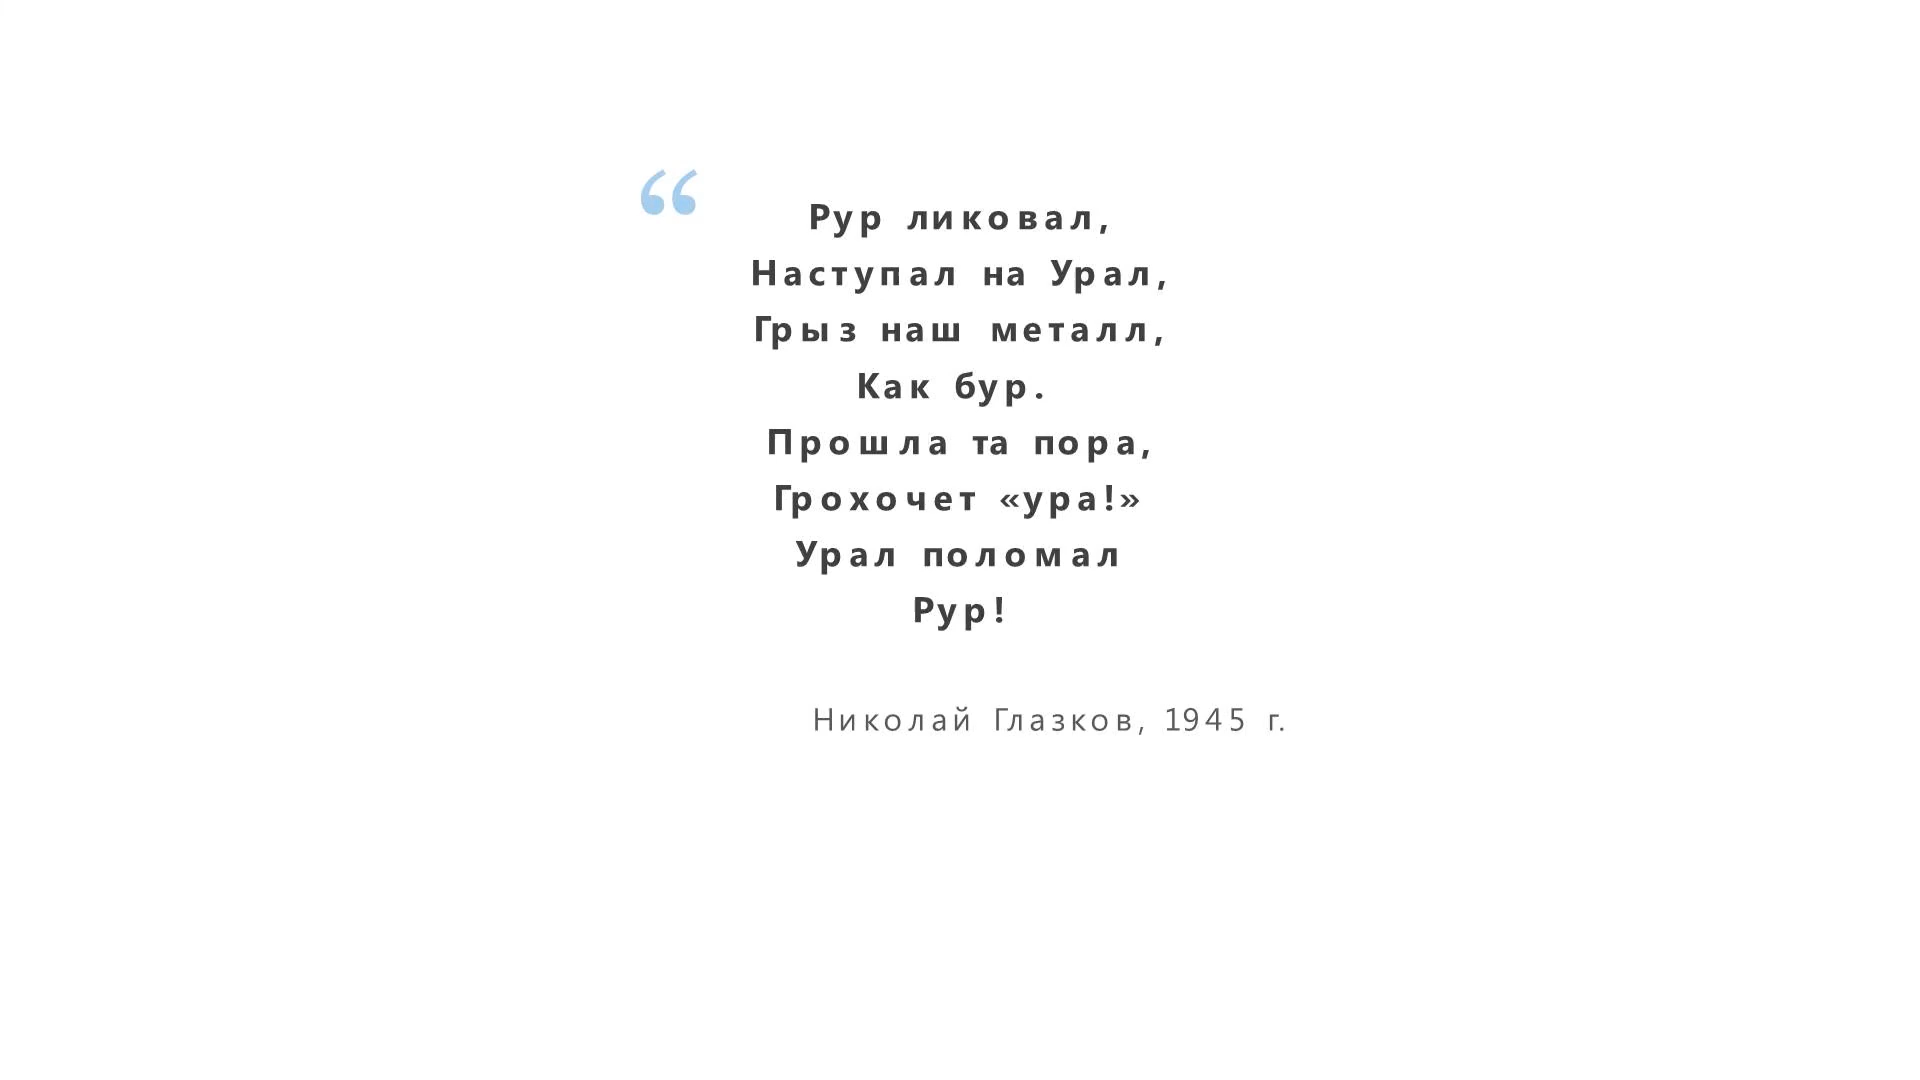 “
Рур ликовал,
Наступал на Урал,
Грыз наш металл,
Как бур.
Прошла та пора,
Грохочет «ура!»
Урал поломал
Рур!
Николай Глазков, 1945 г.